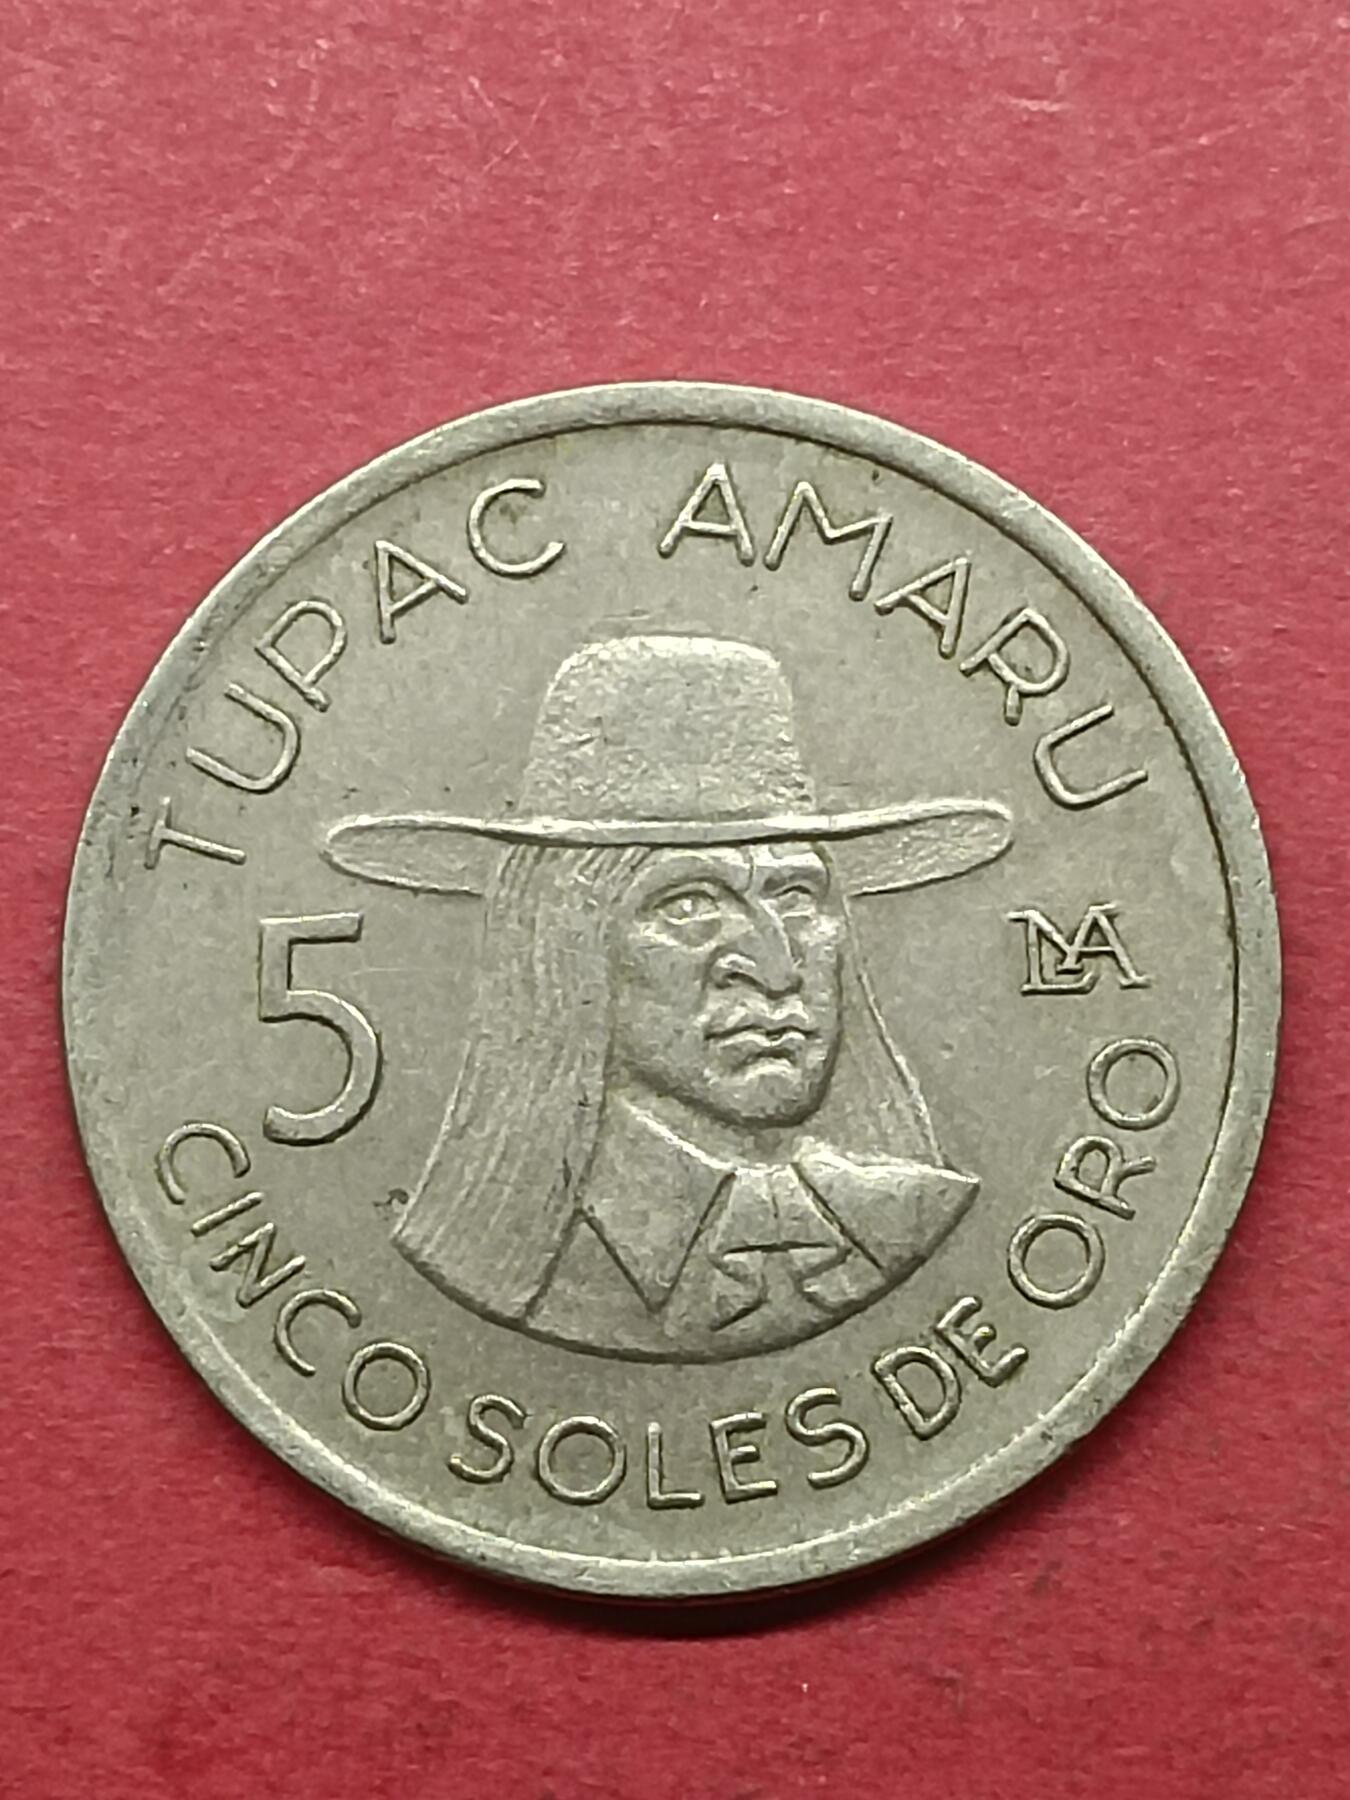 TUPAC AMARU
5
LMA
CINCO SOLES DE ORO